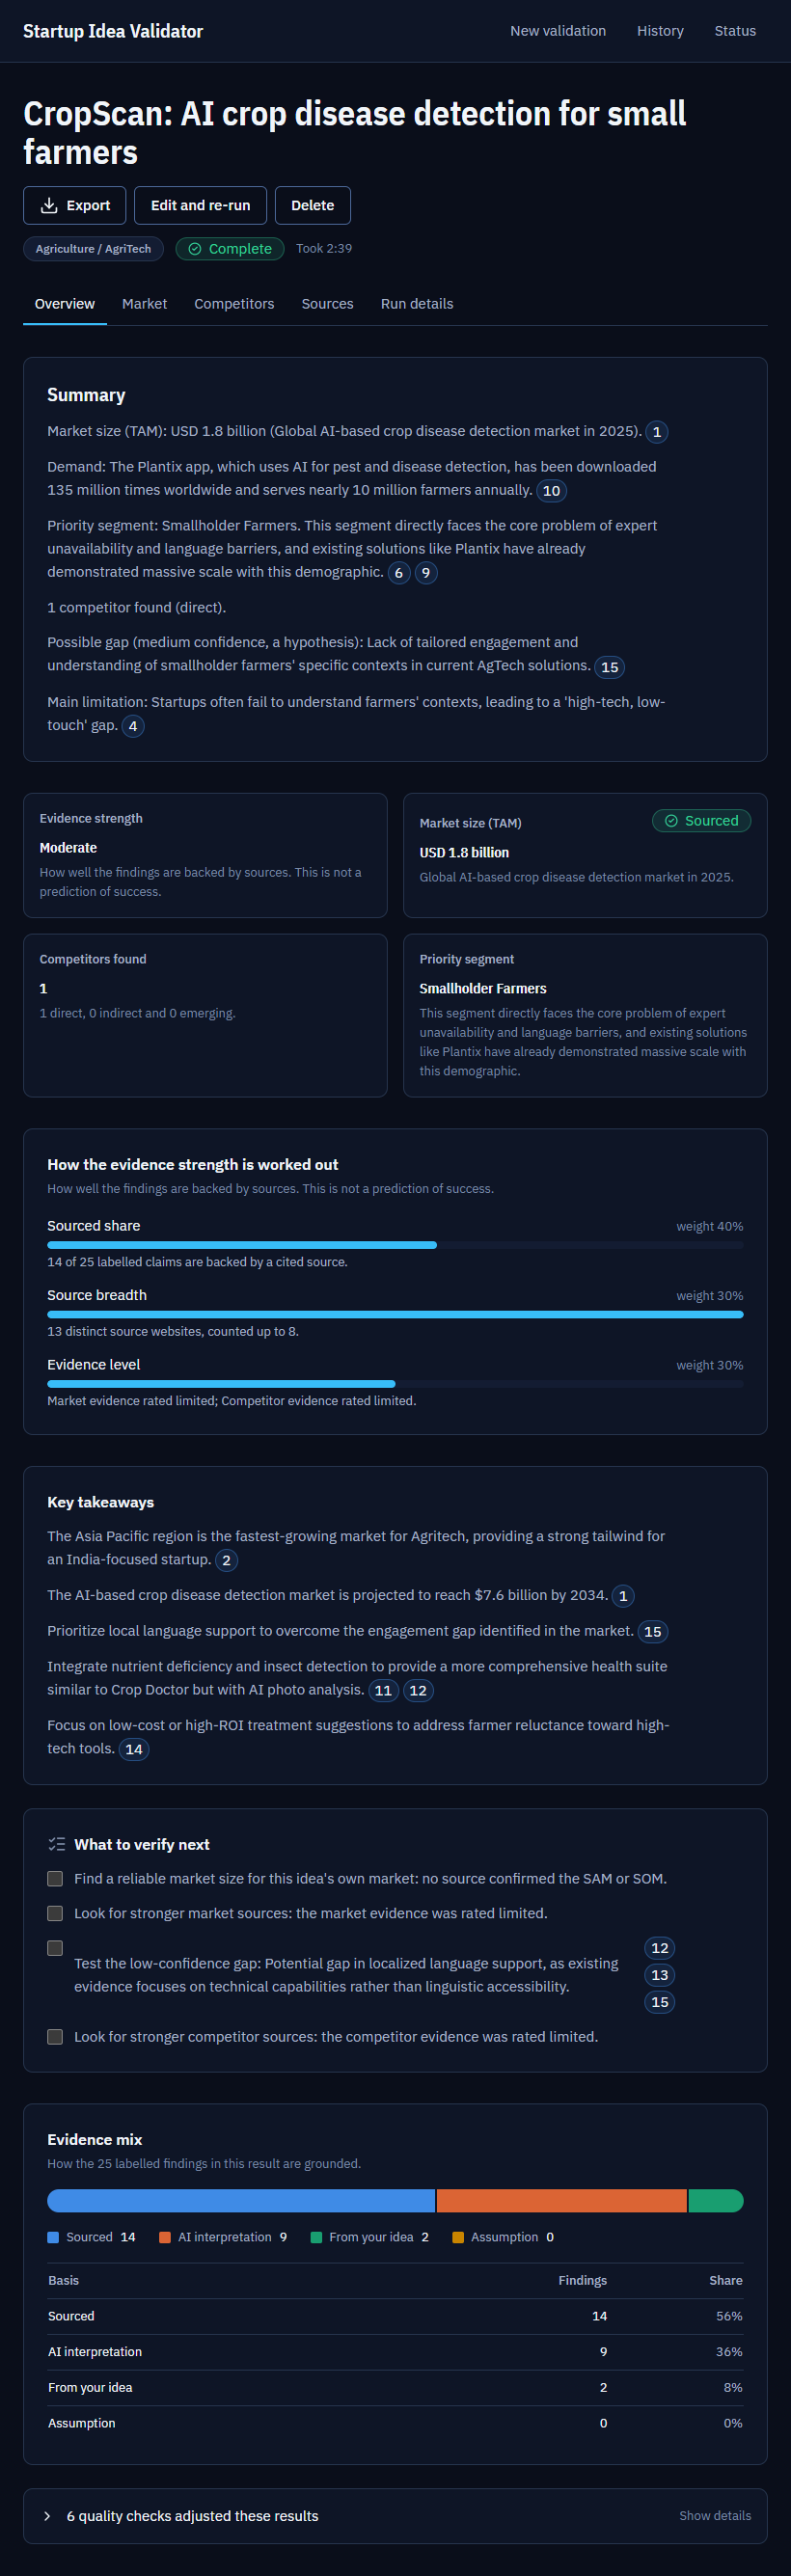 Startup Idea Validator
New validation
History
Status
CropScan: AI crop disease detection for small
farmers
Export
Edit and re-run
Delete
Agriculture / AgriTech
Complete
Took 2:39
Overview
Market
Competitors
Sources
Run details
Summary
Market size (TAM): USD 1.8 billion (Global AI-based crop disease detection market in 2025). 1
Demand: The Plantix app, which uses AI for pest and disease detection, has been downloaded
135 million times worldwide and serves nearly 10 million farmers annually. 10
Priority segment: Smallholder Farmers. This segment directly faces the core problem of expert
unavailability and language barriers, and existing solutions like Plantix have already
demonstrated massive scale with this demographic. 6 9
1 competitor found (direct).
Possible gap (medium confidence, a hypothesis): Lack of tailored engagement and
understanding of smallholder farmers' specific contexts in current AgTech solutions. 15
Main limitation: Startups often fail to understand farmers' contexts, leading to a 'high-tech, low-
touch' gap. 4
Evidence strength
Moderate
How well the findings are backed by sources. This is not a
prediction of success.
Market size (TAM)
Sourced
USD 1.8 billion
Global AI-based crop disease detection market in 2025.
Competitors found
1
1 direct, 0 indirect and 0 emerging.
Priority segment
Smallholder Farmers
This segment directly faces the core problem of expert
unavailability and language barriers, and existing solutions
like Plantix have already demonstrated massive scale with
this demographic.
How the evidence strength is worked out
How well the findings are backed by sources. This is not a prediction of success.
Sourced share
weight 40%
14 of 25 labelled claims are backed by a cited source.
Source breadth
weight 30%
13 distinct source websites, counted up to 8.
Evidence level
weight 30%
Market evidence rated limited; Competitor evidence rated limited.
Key takeaways
The Asia Pacific region is the fastest-growing market for Agritech, providing a strong tailwind for
an India-focused startup. 2
The AI-based crop disease detection market is projected to reach $7.6 billion by 2034. 1
Prioritize local language support to overcome the engagement gap identified in the market. 15
Integrate nutrient deficiency and insect detection to provide a more comprehensive health suite
similar to Crop Doctor but with AI photo analysis. 11 12
Focus on low-cost or high-ROI treatment suggestions to address farmer reluctance toward high-
tech tools. 14
What to verify next
Find a reliable market size for this idea's own market: no source confirmed the SAM or SOM.
Look for stronger market sources: the market evidence was rated limited.
Test the low-confidence gap: Potential gap in localized language support, as existing
evidence focuses on technical capabilities rather than linguistic accessibility.
12
13
15
Look for stronger competitor sources: the competitor evidence was rated limited.
Evidence mix
How the 25 labelled findings in this result are grounded.
Sourced 14
AI interpretation 9
From your idea 2
Assumption 0
Basis Findings Share
Sourced 14 56%
AI interpretation 9 36%
From your idea 2 8%
Assumption 0 0%
6 quality checks adjusted these results
Show details